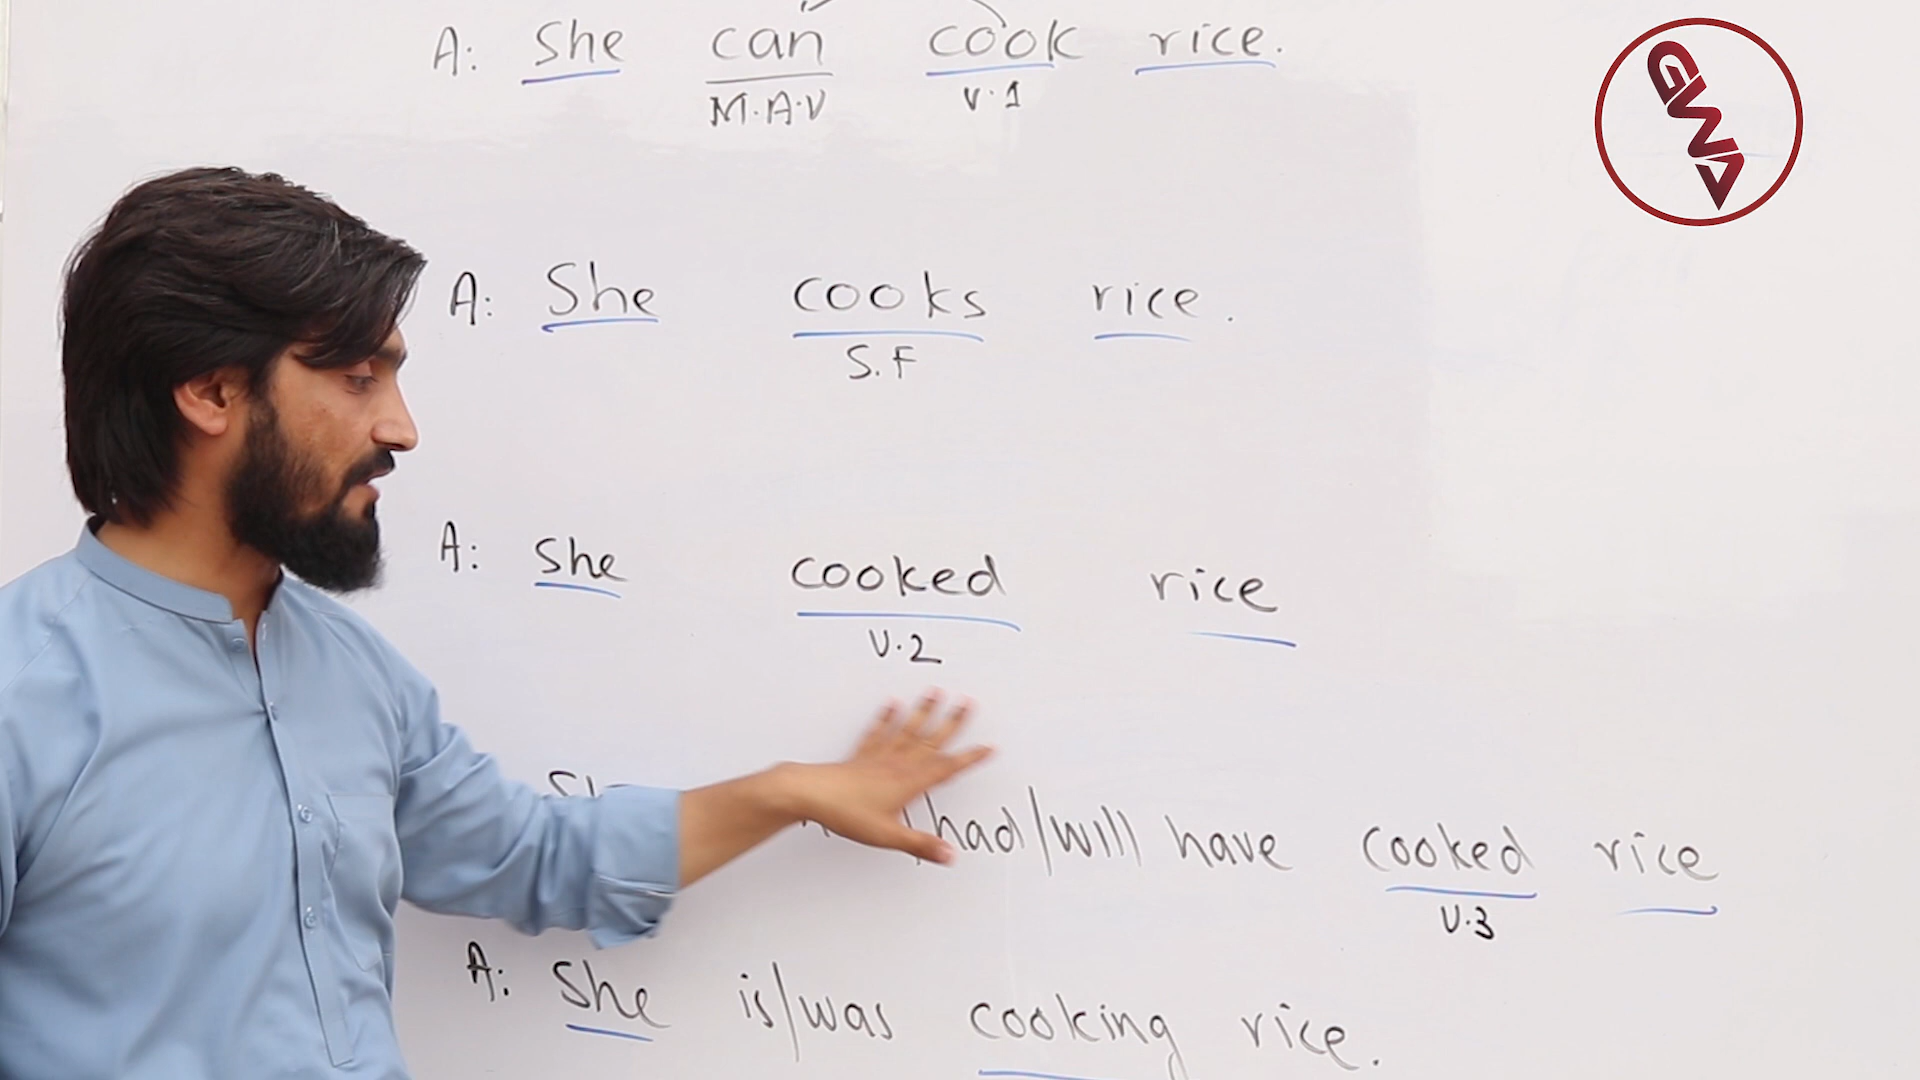 A: She can cook rice.
M.A.V V.1
A: She cooks rice.
S.F
A: She cooked rice
V.2
/had/will have cooked rice
V.3
A: She is/was cooking rice.
GWA